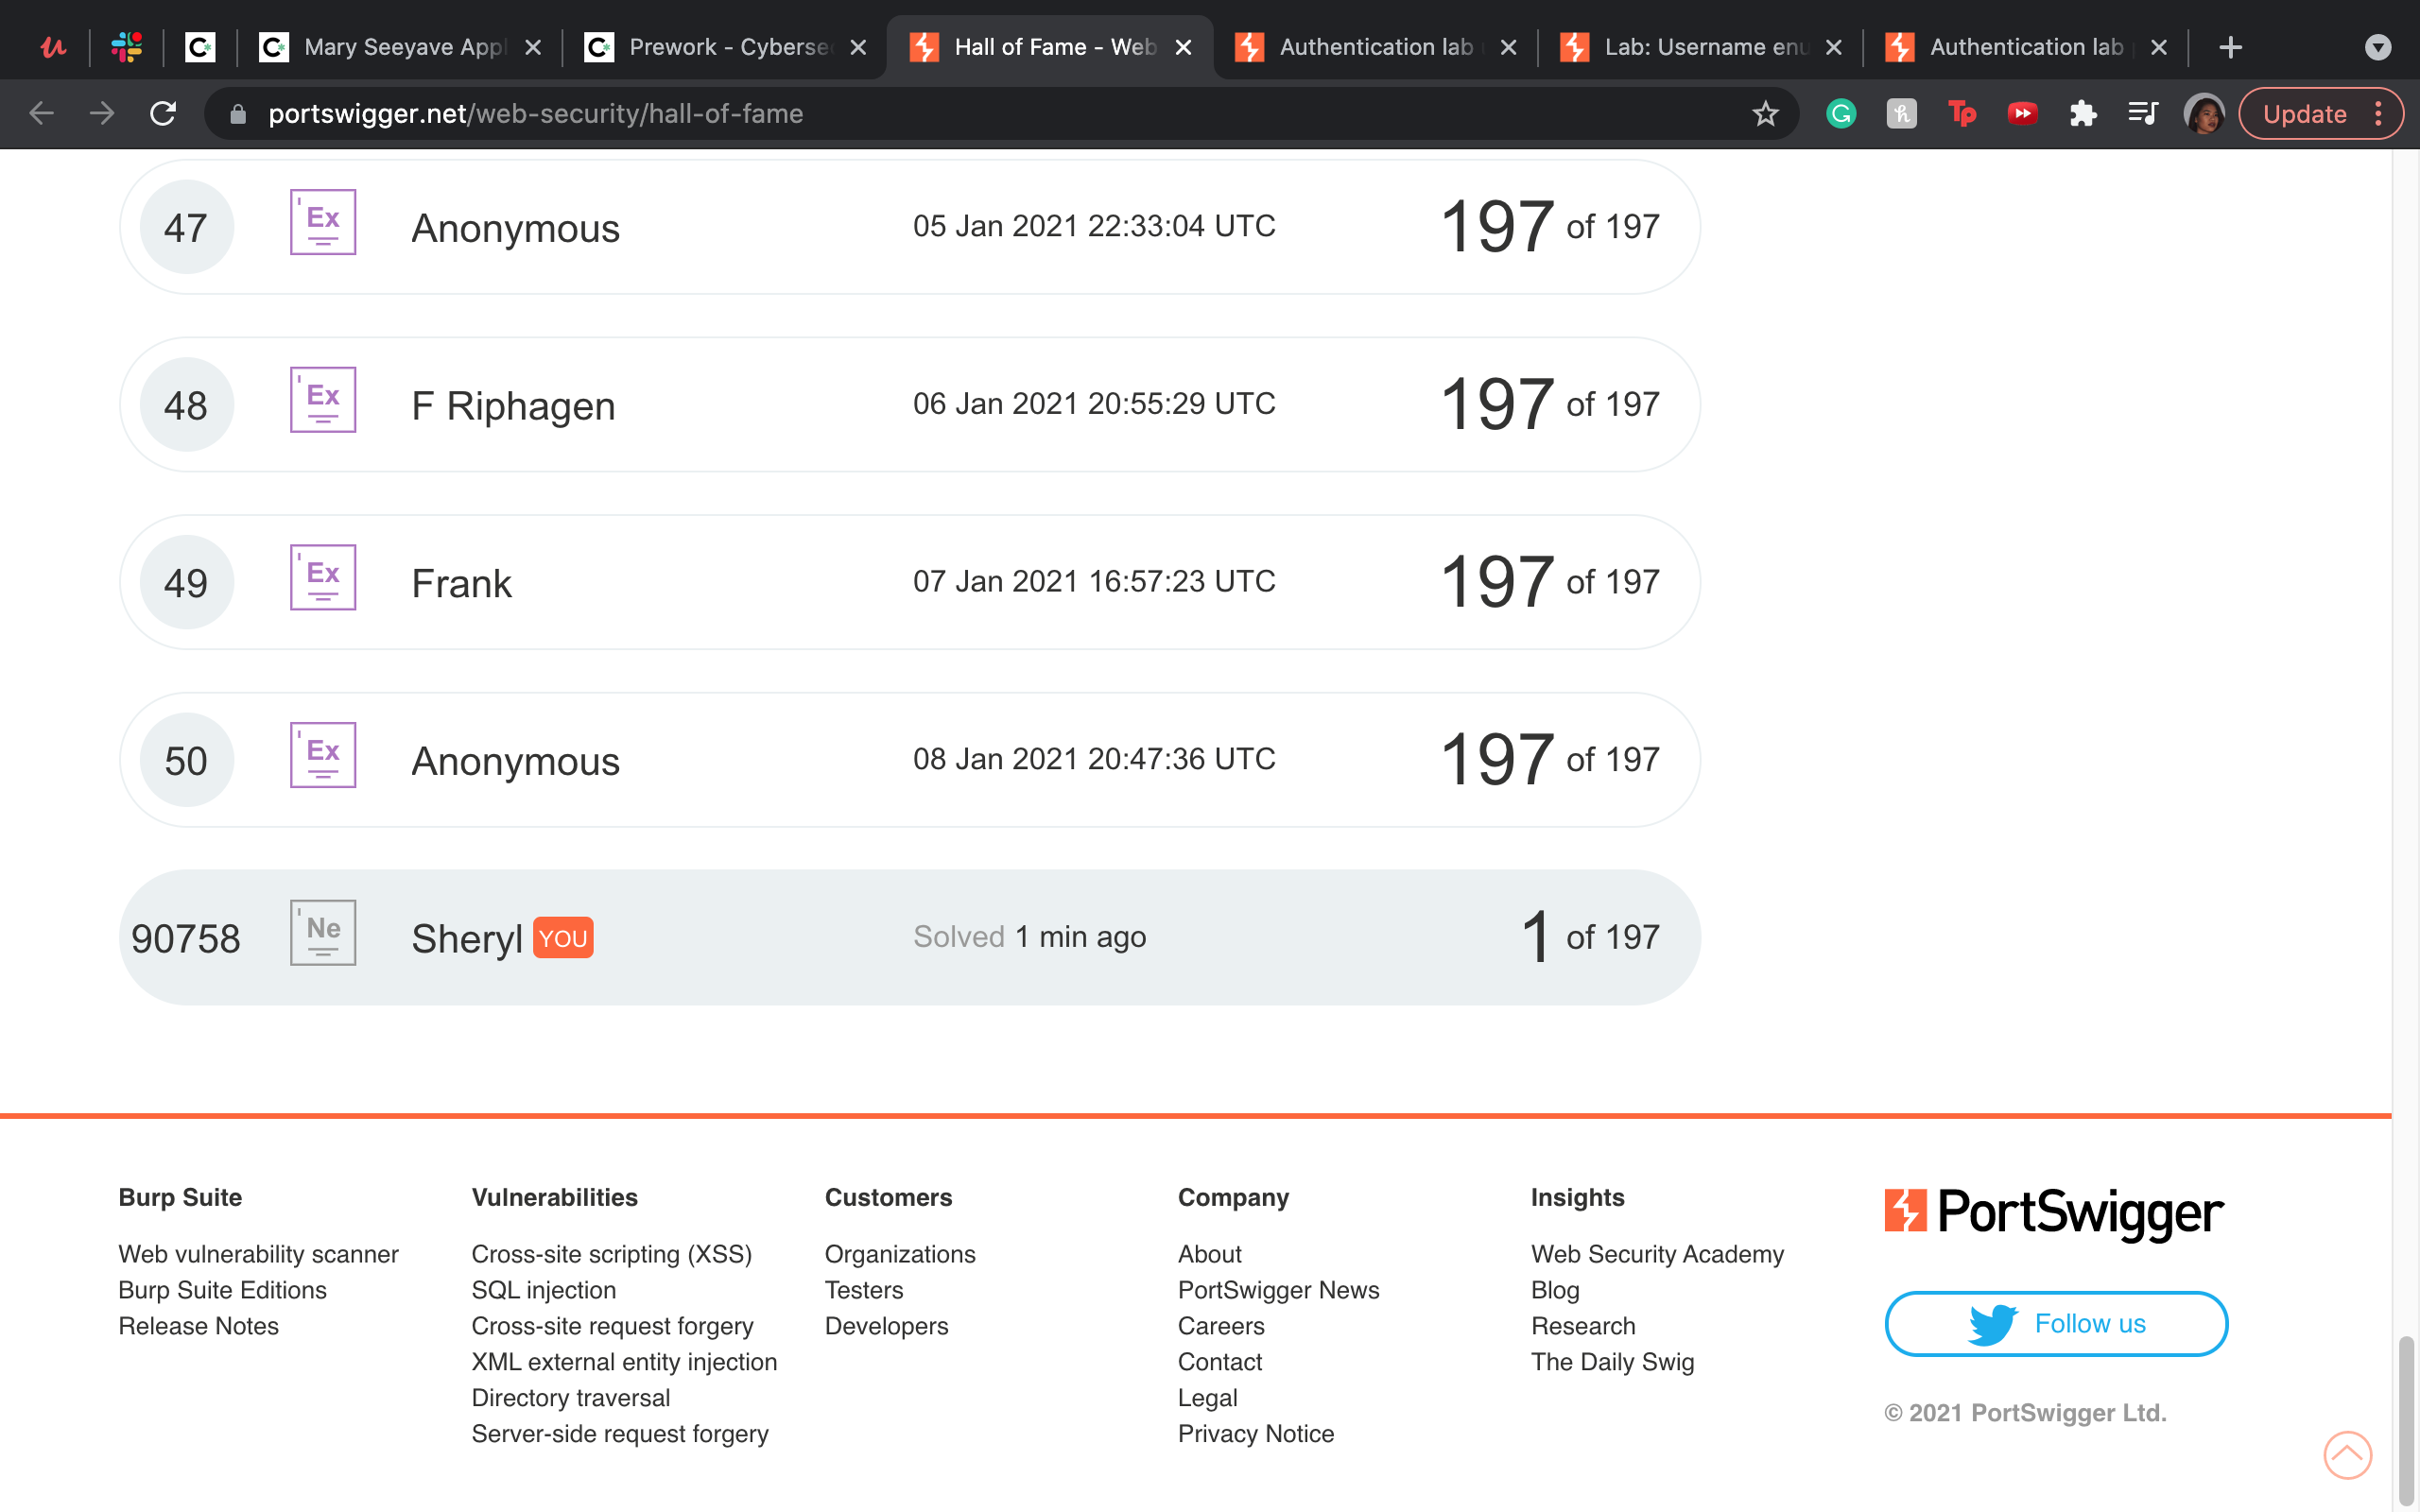 Mary Seeyave Appl
Prework - Cyberse
Hall of Fame - Web
Authentication lab
Lab: Username enu
Authentication lab
portswigger.net/web-security/hall-of-fame
Update
47 Ex Anonymous 05 Jan 2021 22:33:04 UTC 197 of 197
48 Ex F Riphagen 06 Jan 2021 20:55:29 UTC 197 of 197
49 Ex Frank 07 Jan 2021 16:57:23 UTC 197 of 197
50 Ex Anonymous 08 Jan 2021 20:47:36 UTC 197 of 197
90758 Ne Sheryl YOU Solved 1 min ago 1 of 197
Burp Suite
Web vulnerability scanner
Burp Suite Editions
Release Notes
Vulnerabilities
Cross-site scripting (XSS)
SQL injection
Cross-site request forgery
XML external entity injection
Directory traversal
Server-side request forgery
Customers
Organizations
Testers
Developers
Company
About
PortSwigger News
Careers
Contact
Legal
Privacy Notice
Insights
Web Security Academy
Blog
Research
The Daily Swig
PortSwigger
Follow us
© 2021 PortSwigger Ltd.